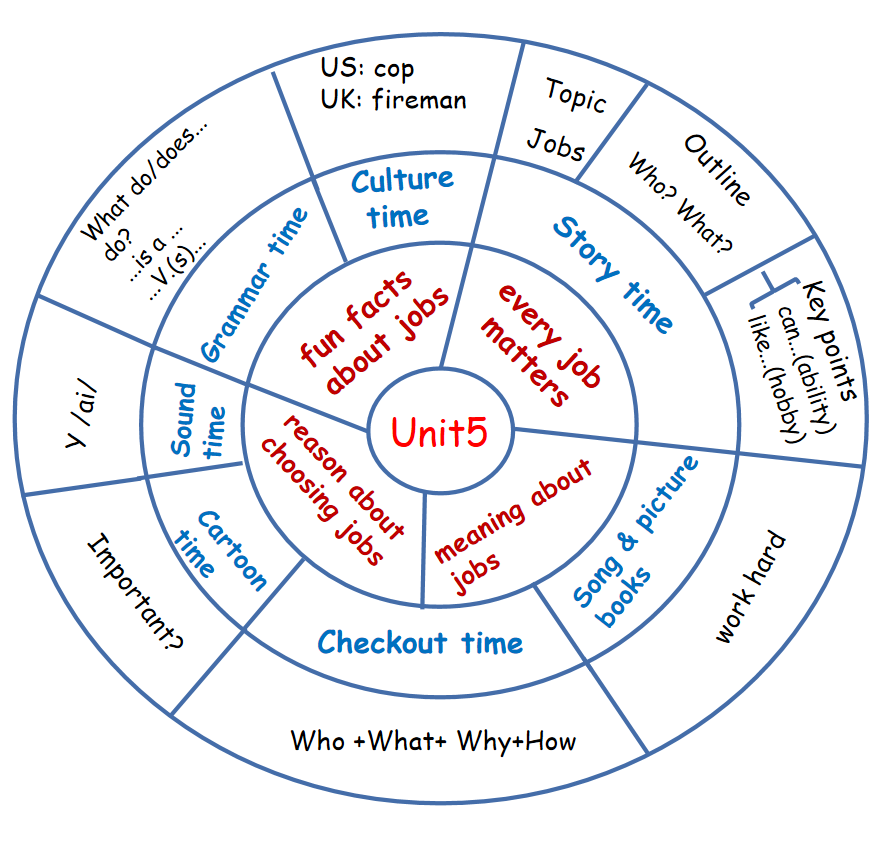 Unit5
every job
matters
meaning about
jobs
reason about
choosing jobs
fun facts
about jobs
Story time
Song & picture
books
Checkout time
Cartoon
time
Sound
time
Grammar time
Culture
time
Topic
Jobs
Outline
Who? What?
Key points
can...(ability)
like...(hobby)
work hard
Who +What+ Why+How
Important?
y /ai/
What do/does...
do?
...is a ...
...V.(s)...
US: cop
UK: fireman